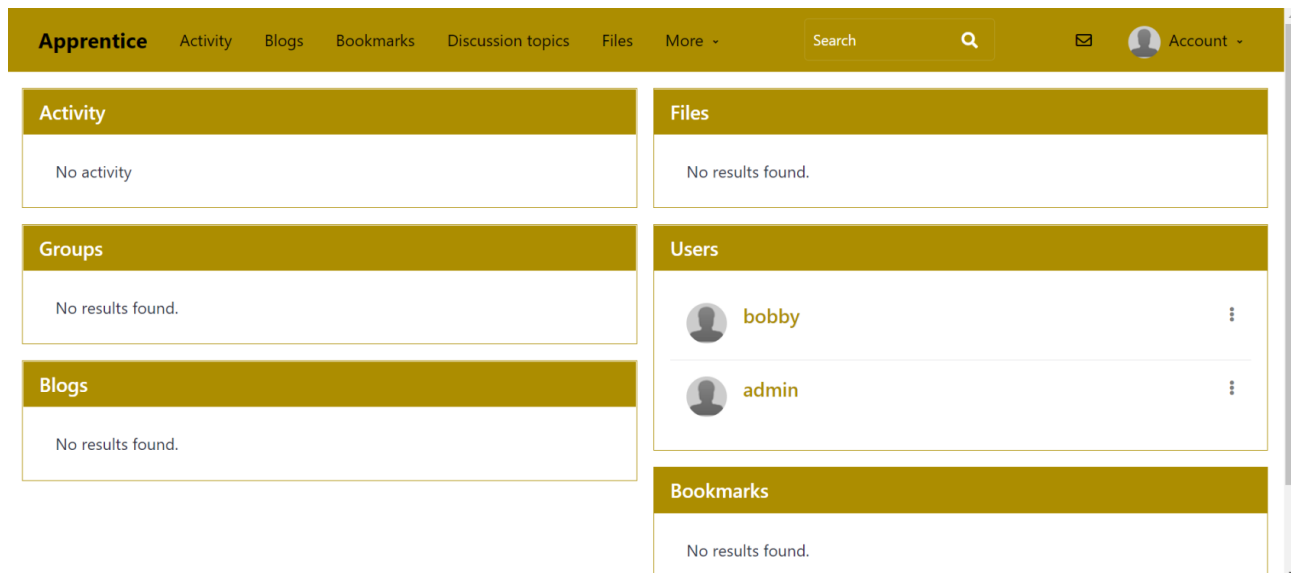 Apprentice Activity Blogs Bookmarks Discussion topics Files More Search Account
Activity
No activity
Groups
No results found.
Blogs
No results found.
Files
No results found.
Users
bobby
admin
Bookmarks
No results found.